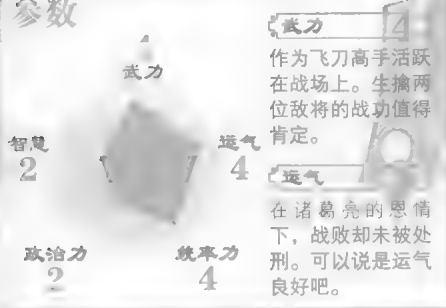 参数
武力
4
智慧
2
运气
4
政治力
2
统率力
4
武力 4
作为飞刀高手活跃
在战场上。生擒两
位敌将的战功值得
肯定。
运气
在诸葛亮的恩情
下，战败却未被处
刑。可以说是运气
良好吧。